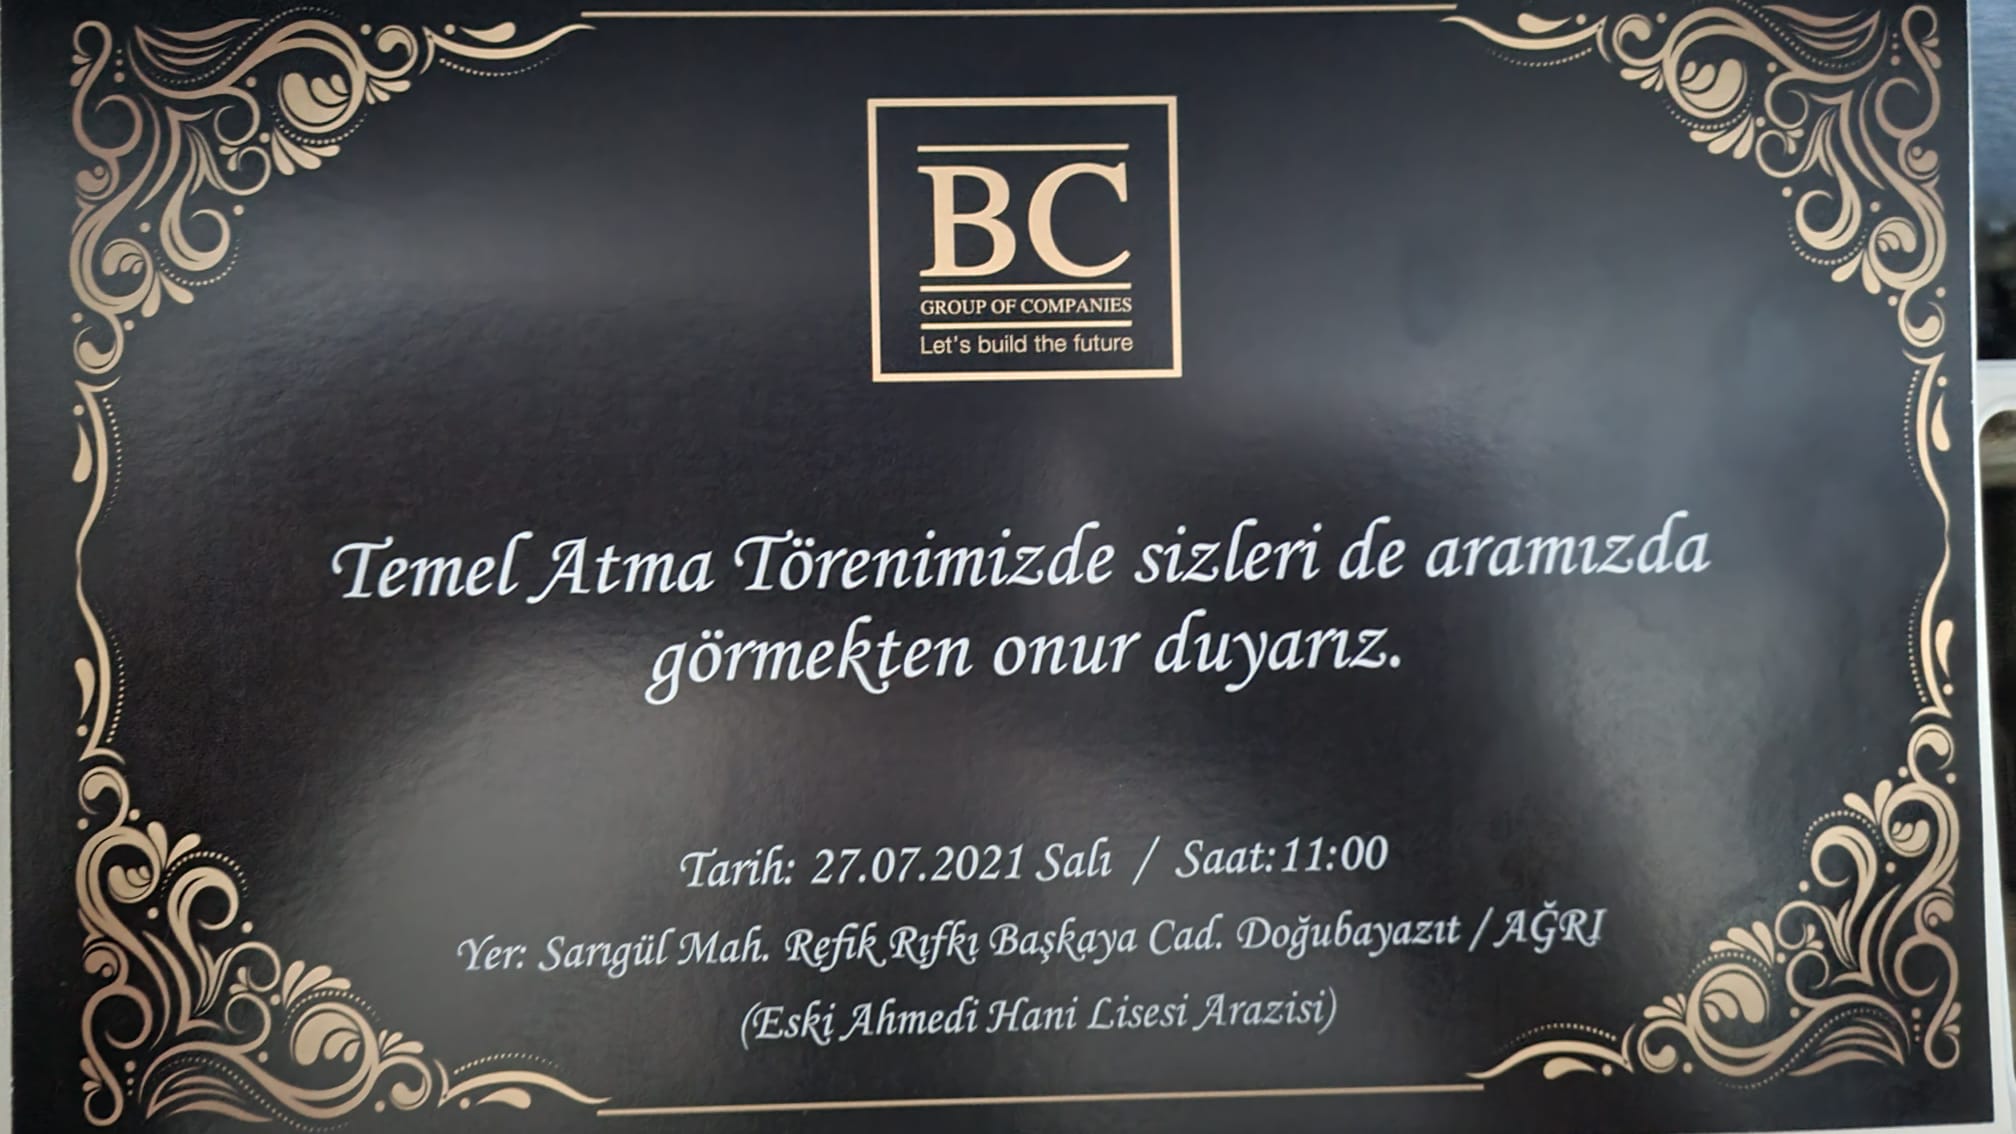 BC
GROUP OF COMPANIES
Let's build the future
Temel Atma Törenimizde sizleri de aramızda
görmekten onur duyarız.
Tarih: 27.07.2021 Salı / Saat:11:00
Yer: Sarıgül Mah. Refik Rıfkı Başkaya Cad. Doğubayazıt / AĞRI
(Eski Ahmedi Hani Lisesi Arazisi)